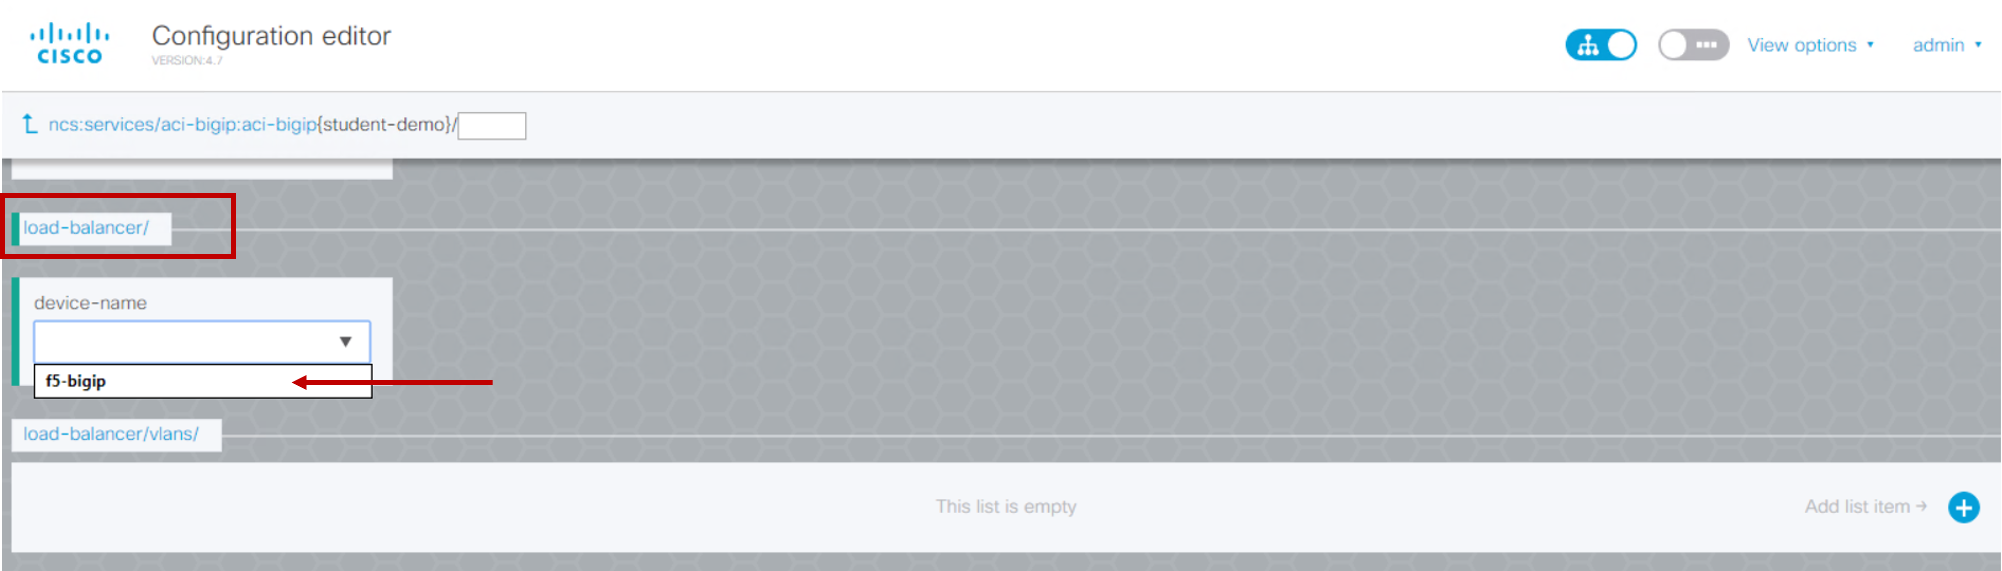 CISCO
Configuration editor
VERSION:4.7
View options
admin
ncs:services/aci-bigip:aci-bigip{student-demo}/
load-balancer/
device-name
f5-bigip
load-balancer/vlans/
This list is empty
Add list item →